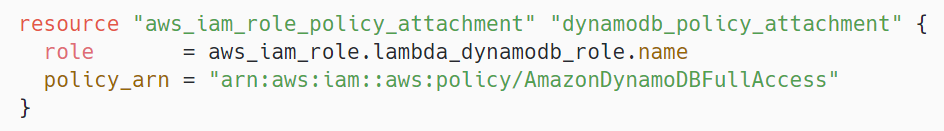 resource "aws_iam_role_policy_attachment" "dynamodb_policy_attachment" {
  role       = aws_iam_role.lambda_dynamodb_role.name
  policy_arn = "arn:aws:iam::aws:policy/AmazonDynamoDBFullAccess"
}